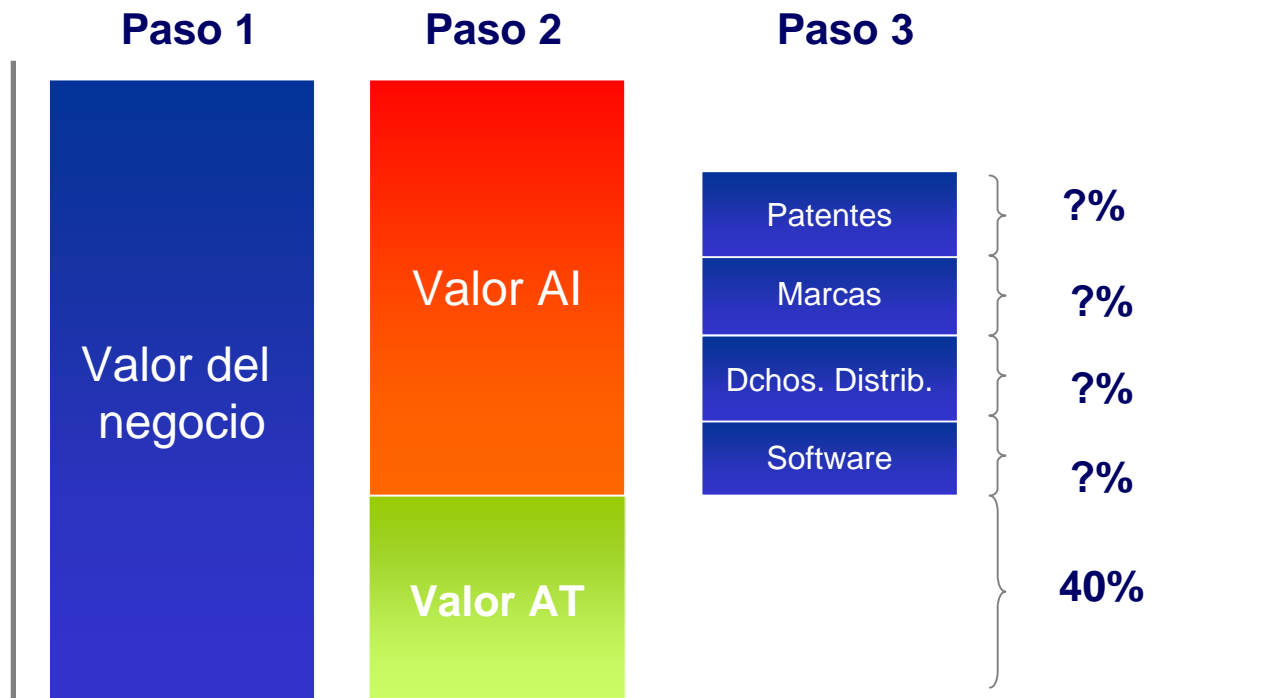 Paso 1
Paso 2
Paso 3
Valor del
negocio
Valor AI
Valor AT
Patentes
?%
Marcas
?%
Dchos. Distrib.
?%
Software
?%
40%